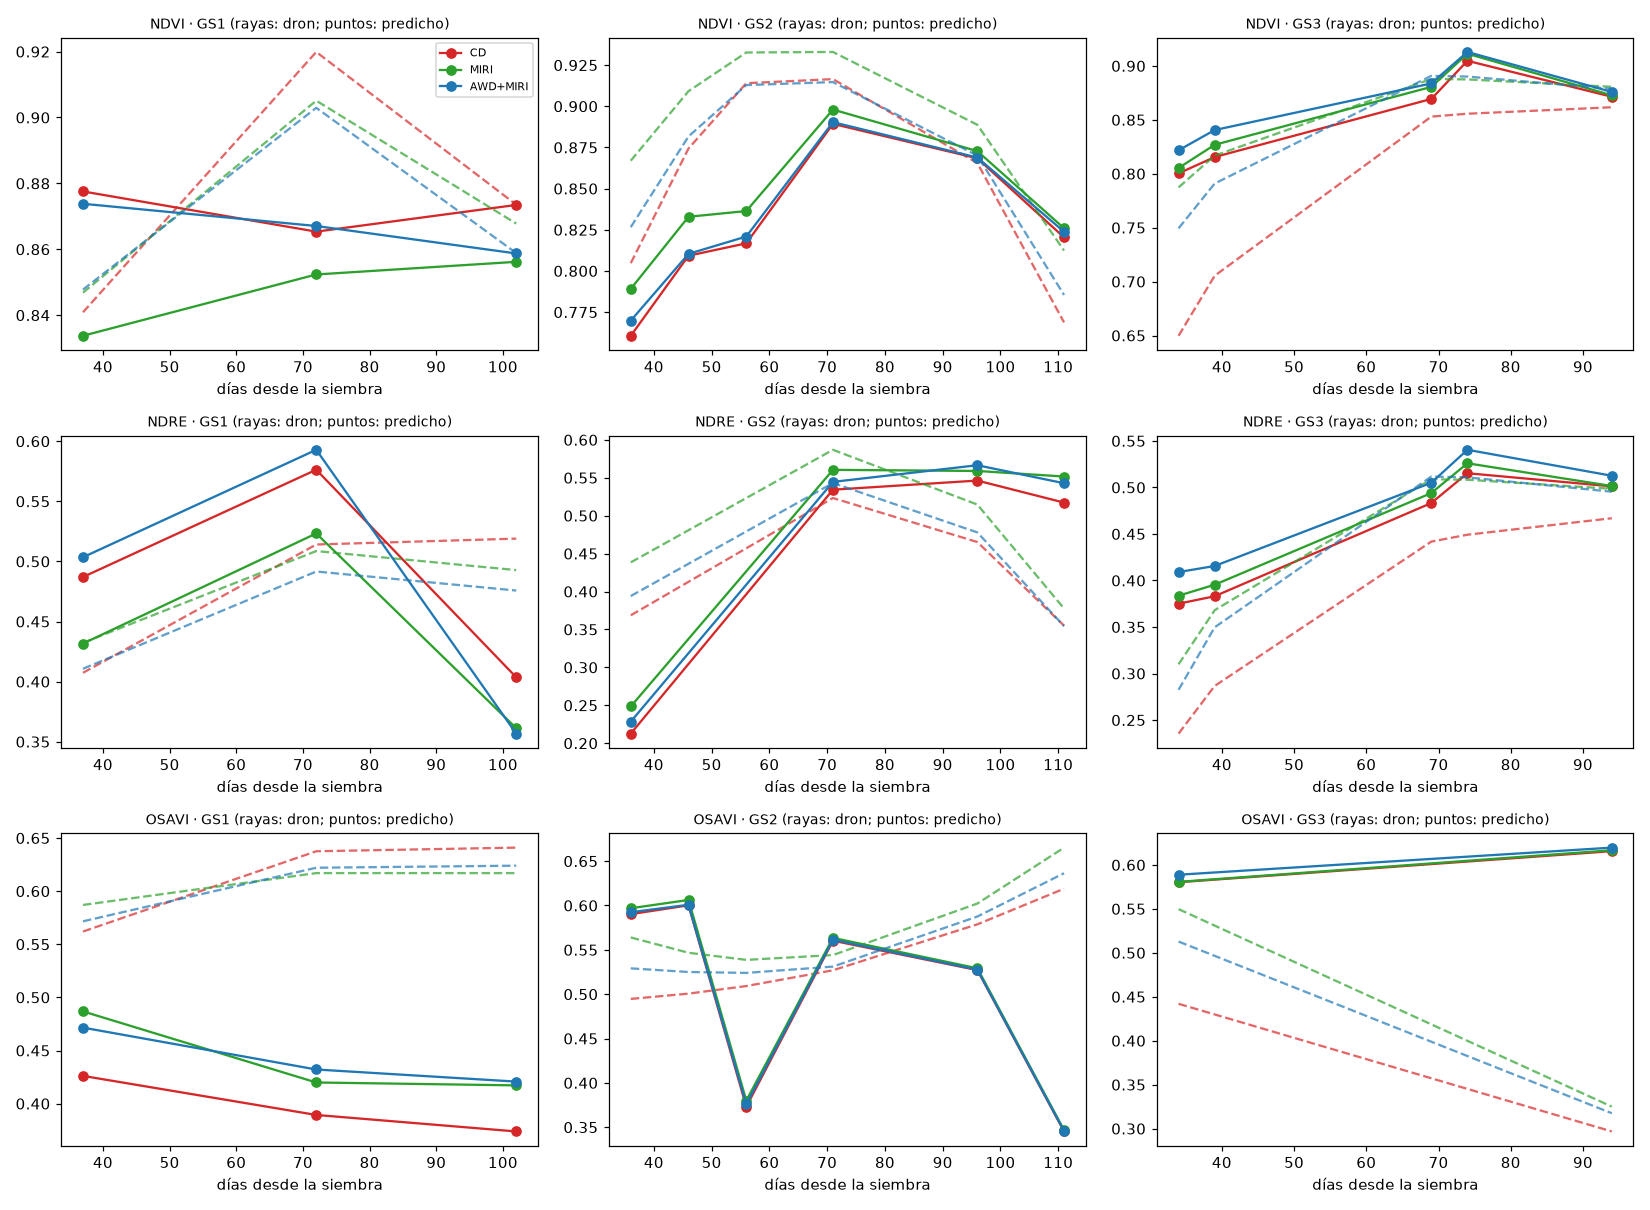 NDVI · GS1 (rayas: dron; puntos: predicho)
0.92
0.90
0.88
0.86
0.84
CD
MIRI
AWD+MIRI
40 50 60 70 80 90 100
días desde la siembra
NDVI · GS2 (rayas: dron; puntos: predicho)
0.925
0.900
0.875
0.850
0.825
0.800
0.775
40 50 60 70 80 90 100 110
días desde la siembra
NDVI · GS3 (rayas: dron; puntos: predicho)
0.90
0.85
0.80
0.75
0.70
0.65
40 50 60 70 80 90
días desde la siembra
NDRE · GS1 (rayas: dron; puntos: predicho)
0.60
0.55
0.50
0.45
0.40
0.35
40 50 60 70 80 90 100
días desde la siembra
NDRE · GS2 (rayas: dron; puntos: predicho)
0.60
0.55
0.50
0.45
0.40
0.35
0.30
0.25
0.20
40 50 60 70 80 90 100 110
días desde la siembra
NDRE · GS3 (rayas: dron; puntos: predicho)
0.55
0.50
0.45
0.40
0.35
0.30
0.25
40 50 60 70 80 90
días desde la siembra
OSAVI · GS1 (rayas: dron; puntos: predicho)
0.65
0.60
0.55
0.50
0.45
0.40
40 50 60 70 80 90 100
días desde la siembra
OSAVI · GS2 (rayas: dron; puntos: predicho)
0.65
0.60
0.55
0.50
0.45
0.40
0.35
40 50 60 70 80 90 100 110
días desde la siembra
OSAVI · GS3 (rayas: dron; puntos: predicho)
0.60
0.55
0.50
0.45
0.40
0.35
0.30
40 50 60 70 80 90
días desde la siembra